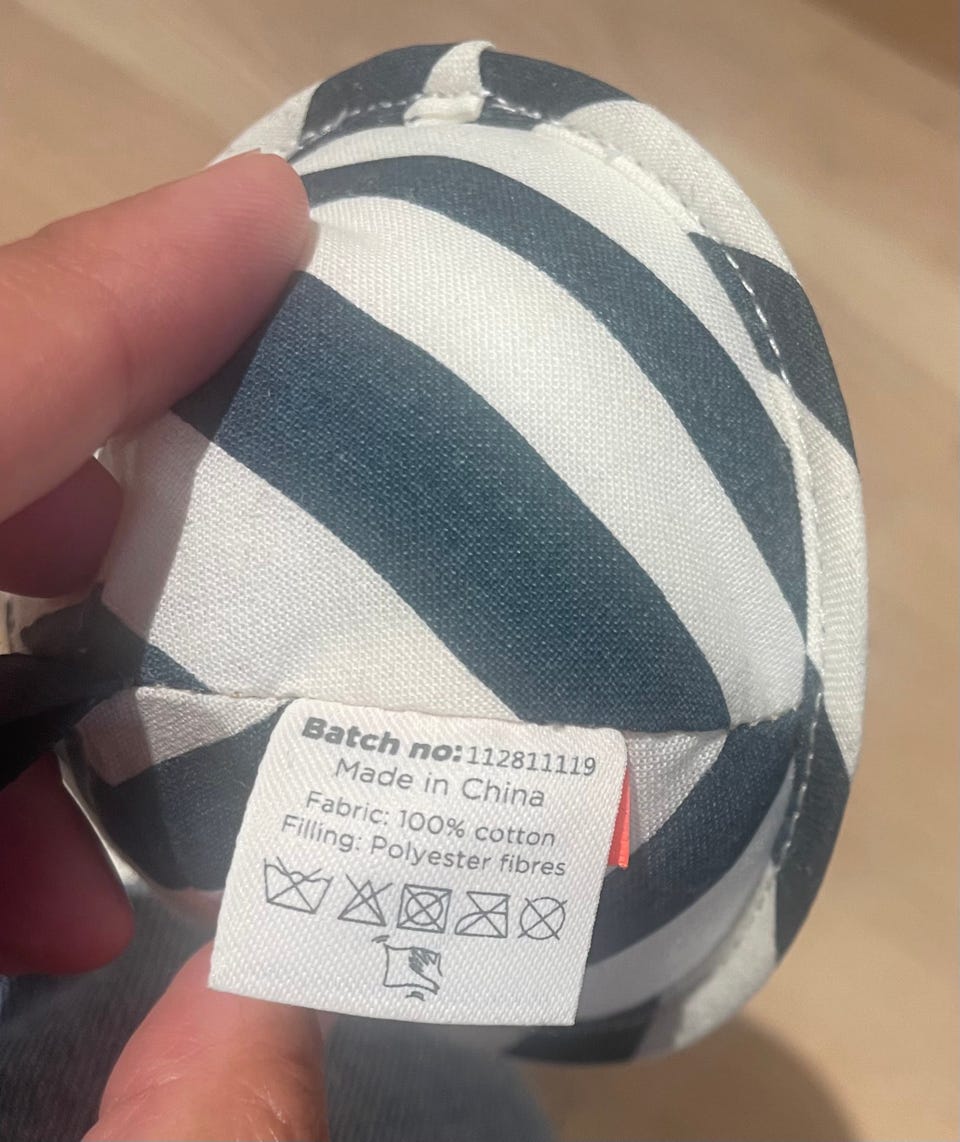 Batch no: 112811119
Made in China
Fabric: 100% cotton
Filling: Polyester fibres